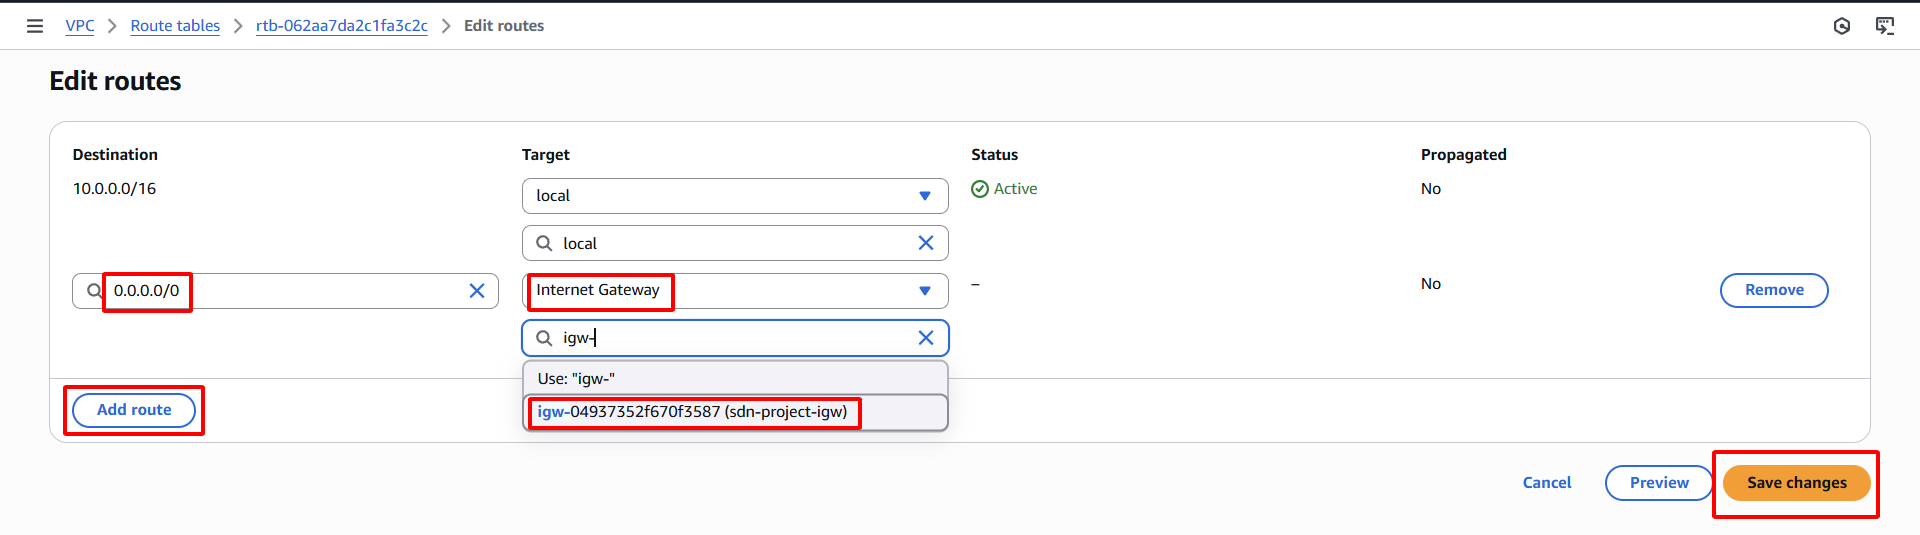 VPC > Route tables > rtb-062aa7da2c1fa3c2c > Edit routes
Edit routes
Destination Target Status Propagated
10.0.0.0/16 local Active No
local
0.0.0.0/0 Internet Gateway – No Remove
igw-
Use: "igw-"
Add route igw-04937352f670f3587 (sdn-project-igw)
Cancel Preview Save changes